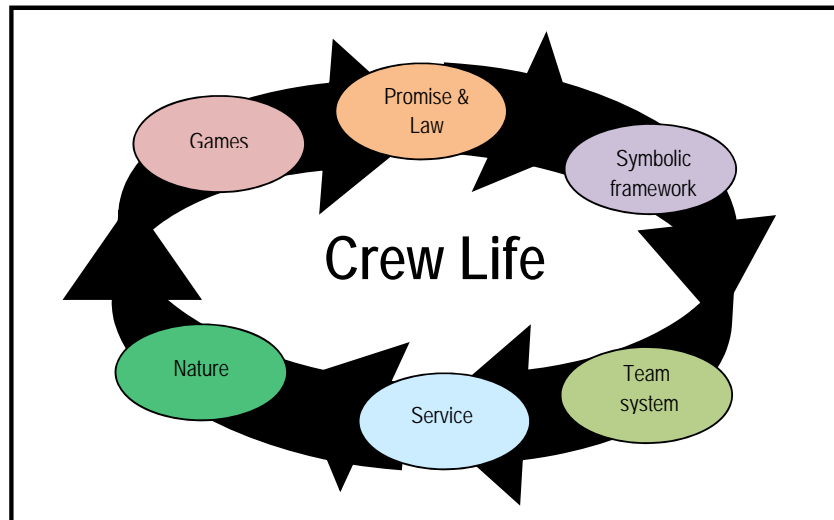 Promise &
Law
Games
Symbolic
framework
Crew Life
Nature
Team
system
Service